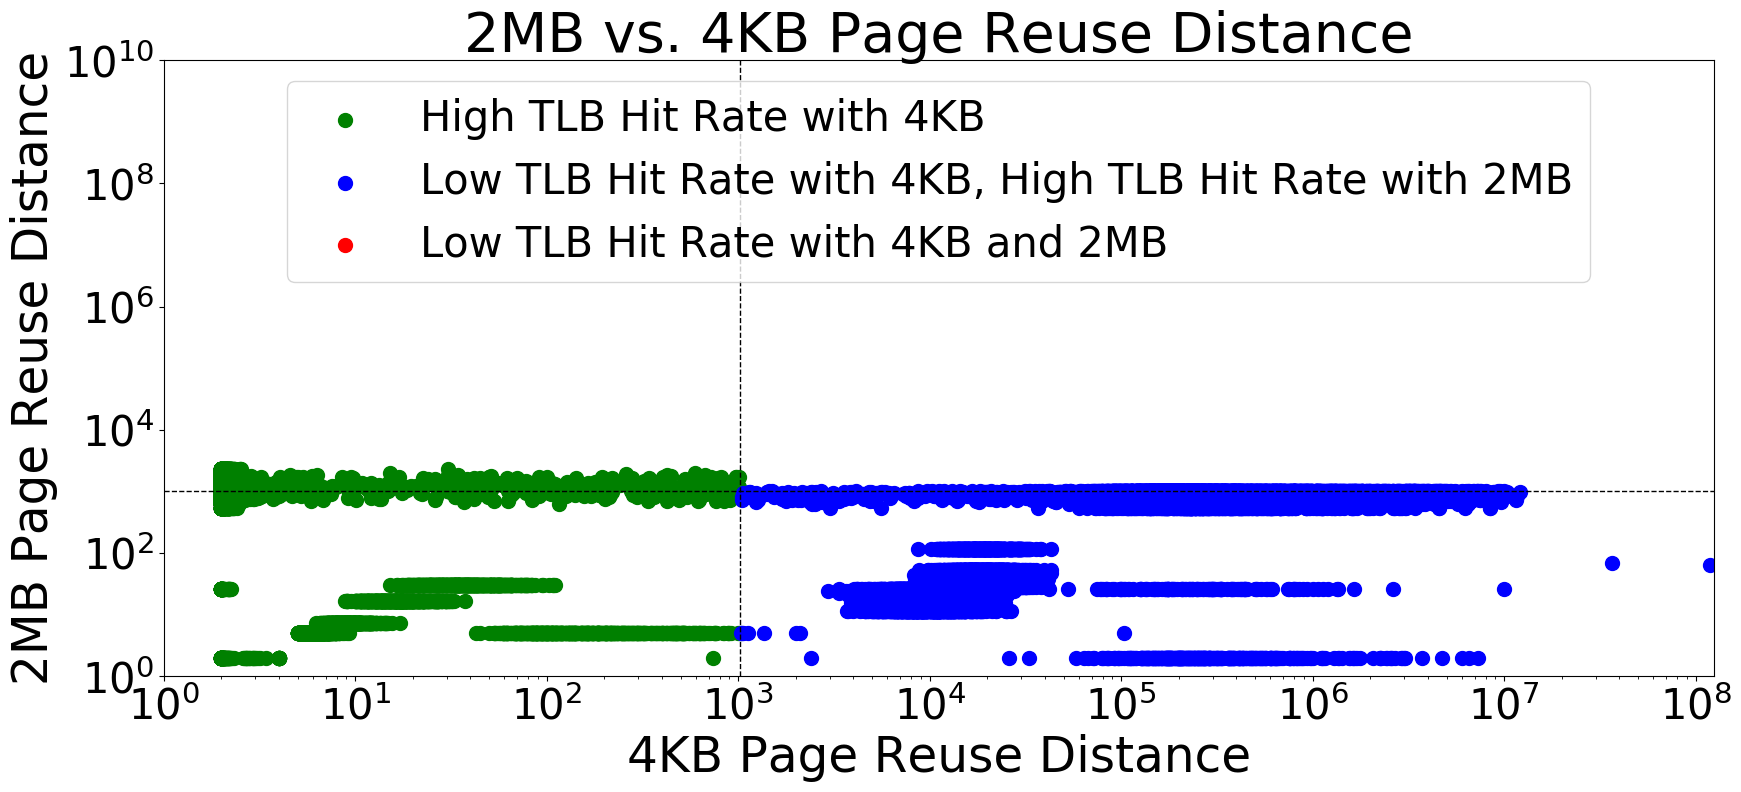 2MB vs. 4KB Page Reuse Distance
2MB Page Reuse Distance
10^10
10^8
10^6
10^4
10^2
10^0
High TLB Hit Rate with 4KB
Low TLB Hit Rate with 4KB, High TLB Hit Rate with 2MB
Low TLB Hit Rate with 4KB and 2MB
10^0 10^1 10^2 10^3 10^4 10^5 10^6 10^7 10^8
4KB Page Reuse Distance